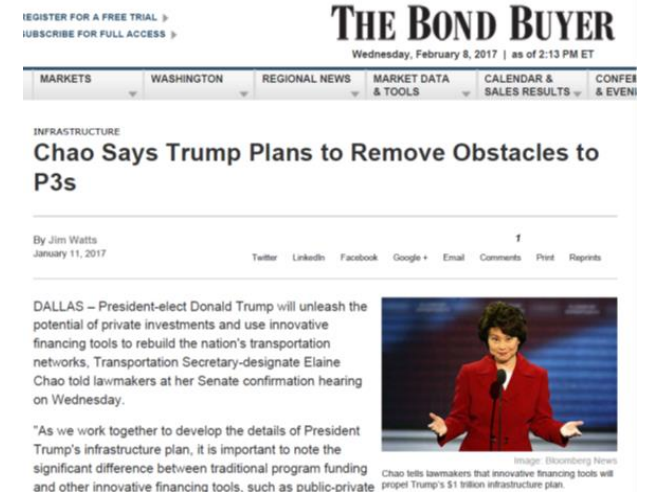 REGISTER FOR A FREE TRIAL
SUBSCRIBE FOR FULL ACCESS
THE BOND BUYER
Wednesday, February 8, 2017 | as of 2:13 PM ET
MARKETS
WASHINGTON
REGIONAL NEWS
MARKET DATA
& TOOLS
CALENDAR &
SALES RESULTS
CONFE
& EVEN
INFRASTRUCTURE
Chao Says Trump Plans to Remove Obstacles to
P3s
By Jim Watts
January 11, 2017
1
Twitter LinkedIn Facebook Google + Email Comments Print Reprints
DALLAS – President-elect Donald Trump will unleash the
potential of private investments and use innovative
financing tools to rebuild the nation's transportation
networks, Transportation Secretary-designate Elaine
Chao told lawmakers at her Senate confirmation hearing
on Wednesday.
"As we work together to develop the details of President
Trump's infrastructure plan, it is important to note the
significant difference between traditional program funding
and other innovative financing tools, such as public-private
Image: Bloomberg News
Chao tells lawmakers that innovative financing tools will
propel Trump's $1 trillion infrastructure plan.